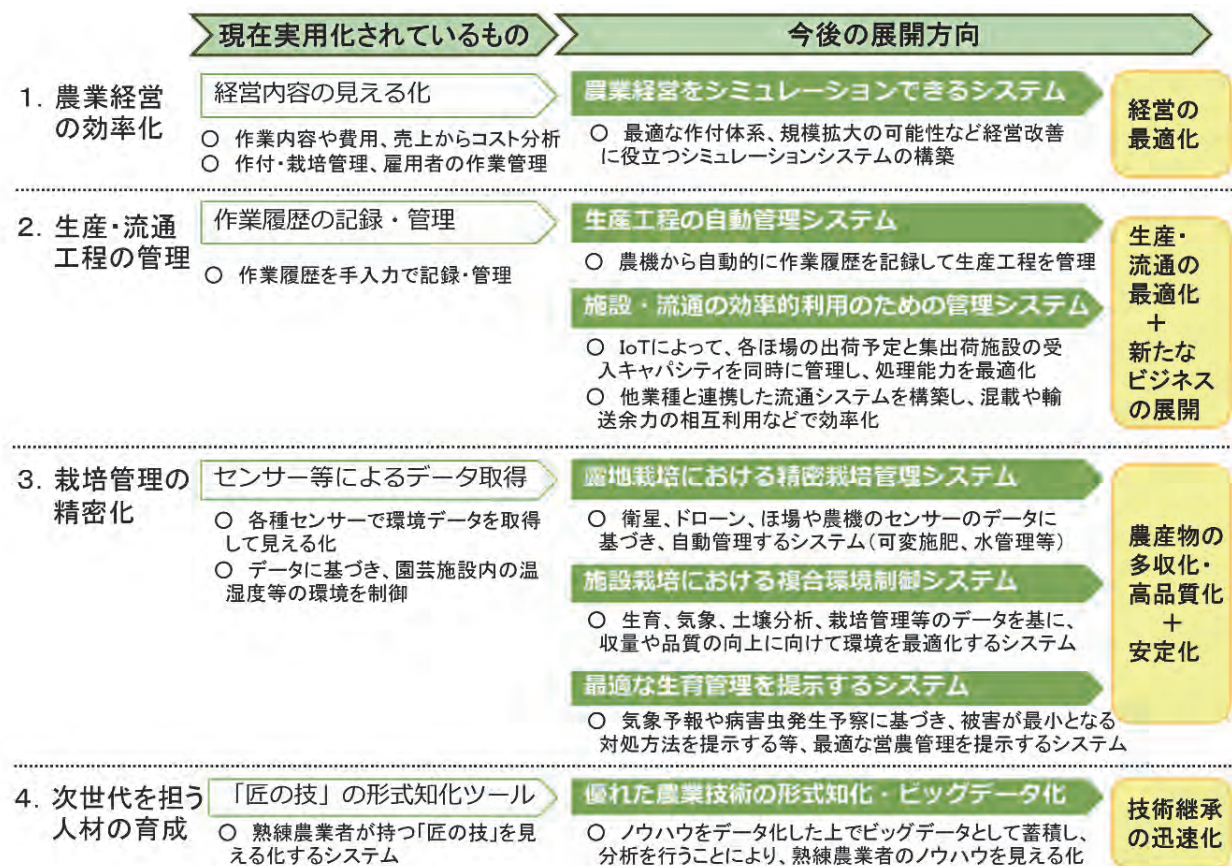 現在実用化されているもの
今後の展開方向
1. 農業経営
の効率化
経営内容の見える化
○ 作業内容や費用、売上からコスト分析
○ 作付・栽培管理、雇用者の作業管理
農業経営をシミュレーションできるシステム
○ 最適な作付体系、規模拡大の可能性など経営改善
に役立つシミュレーションシステムの構築
経営の
最適化
2. 生産・流通
工程の管理
作業履歴の記録・管理
○ 作業履歴を手入力で記録・管理
生産工程の自動管理システム
○ 農機から自動的に作業履歴を記録して生産工程を管理
施設・流通の効率的利用のための管理システム
○ IoTによって、各ほ場の出荷予定と集出荷施設の受
入キャパシティを同時に管理し、処理能力を最適化
○ 他業種と連携した流通システムを構築し、混載や輸
送余力の相互利用などで効率化
生産・
流通の
最適化
+
新たな
ビジネス
の展開
3. 栽培管理の
精密化
センサー等によるデータ取得
○ 各種センサーで環境データを取得
して見える化
○ データに基づき、園芸施設内の温
湿度等の環境を制御
露地栽培における精密栽培管理システム
○ 衛星、ドローン、ほ場や農機のセンサーのデータに
基づき、自動管理するシステム(可変施肥、水管理等)
施設栽培における複合環境制御システム
○ 生育、気象、土壌分析、栽培管理等のデータを基に、
収量や品質の向上に向けて環境を最適化するシステム
最適な生育管理を提示するシステム
○ 気象予報や病害虫発生予察に基づき、被害が最小となる
対処方法を提示する等、最適な営農管理を提示するシステム
農産物の
多収化・
高品質化
+
安定化
4. 次世代を担う
人材の育成
「匠の技」の形式知化ツール
○ 熟練農業者が持つ「匠の技」を見
える化するシステム
優れた農業技術の形式知化・ビッグデータ化
○ ノウハウをデータ化した上でビッグデータとして蓄積し、
分析を行うことにより、熟練農業者のノウハウを見える化
技術継承
の迅速化